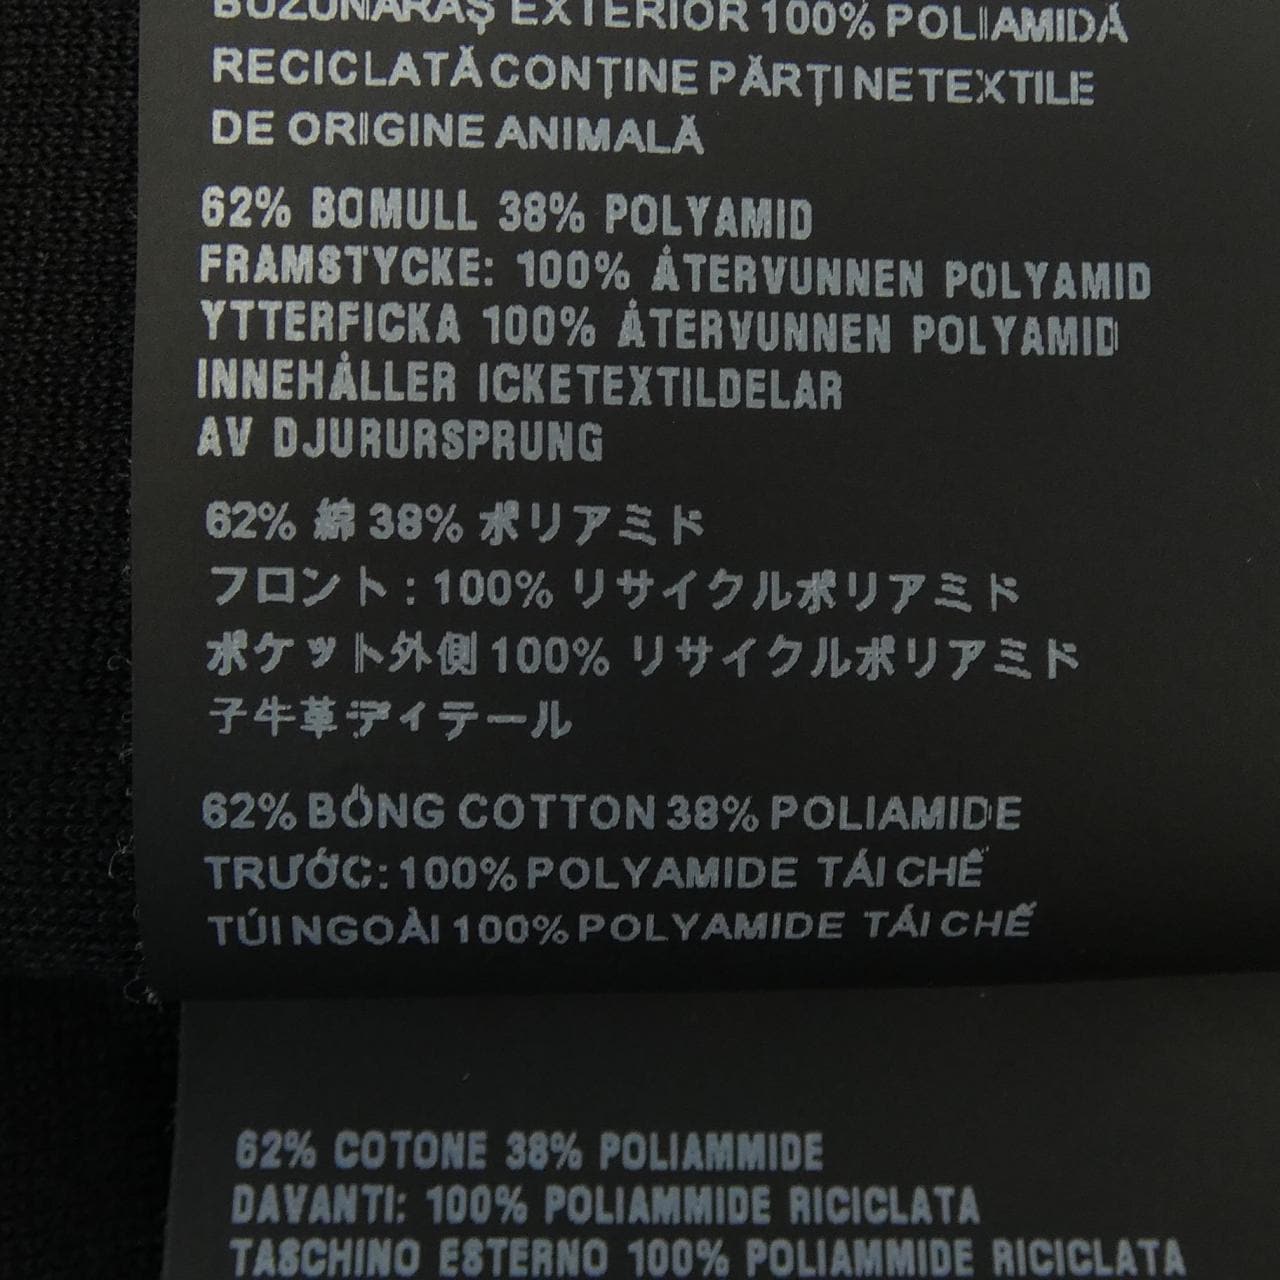 BUZUNARAȘ EXTERIOR 100% POLIAMIDĂ
RECICLATĂ CONȚINE PĂRȚI NETEXTILE
DE ORIGINE ANIMALĂ
62% BOMULL 38% POLYAMID
FRAMSTYCKE: 100% ÅTERVUNNEN POLYAMID
YTTERFICKA 100% ÅTERVUNNEN POLYAMID
INNEHÅLLER ICKETEXTILDELAR
AV DJURURSPRUNG
62% 綿 38% ポリアミド
フロント: 100% リサイクルポリアミド
ポケット外側 100% リサイクルポリアミド
子牛革ディテール
62% BÔNG COTTON 38% POLIAMIDE
TRƯỚC: 100% POLYAMIDE TÁI CHẾ
TÚI NGOÀI 100% POLYAMIDE TÁI CHẾ
62% COTONE 38% POLIAMMIDE
DAVANTI: 100% POLIAMMIDE RICICLATA
TASCHINO ESTERNO 100% POLIAMMIDE RICICLATA